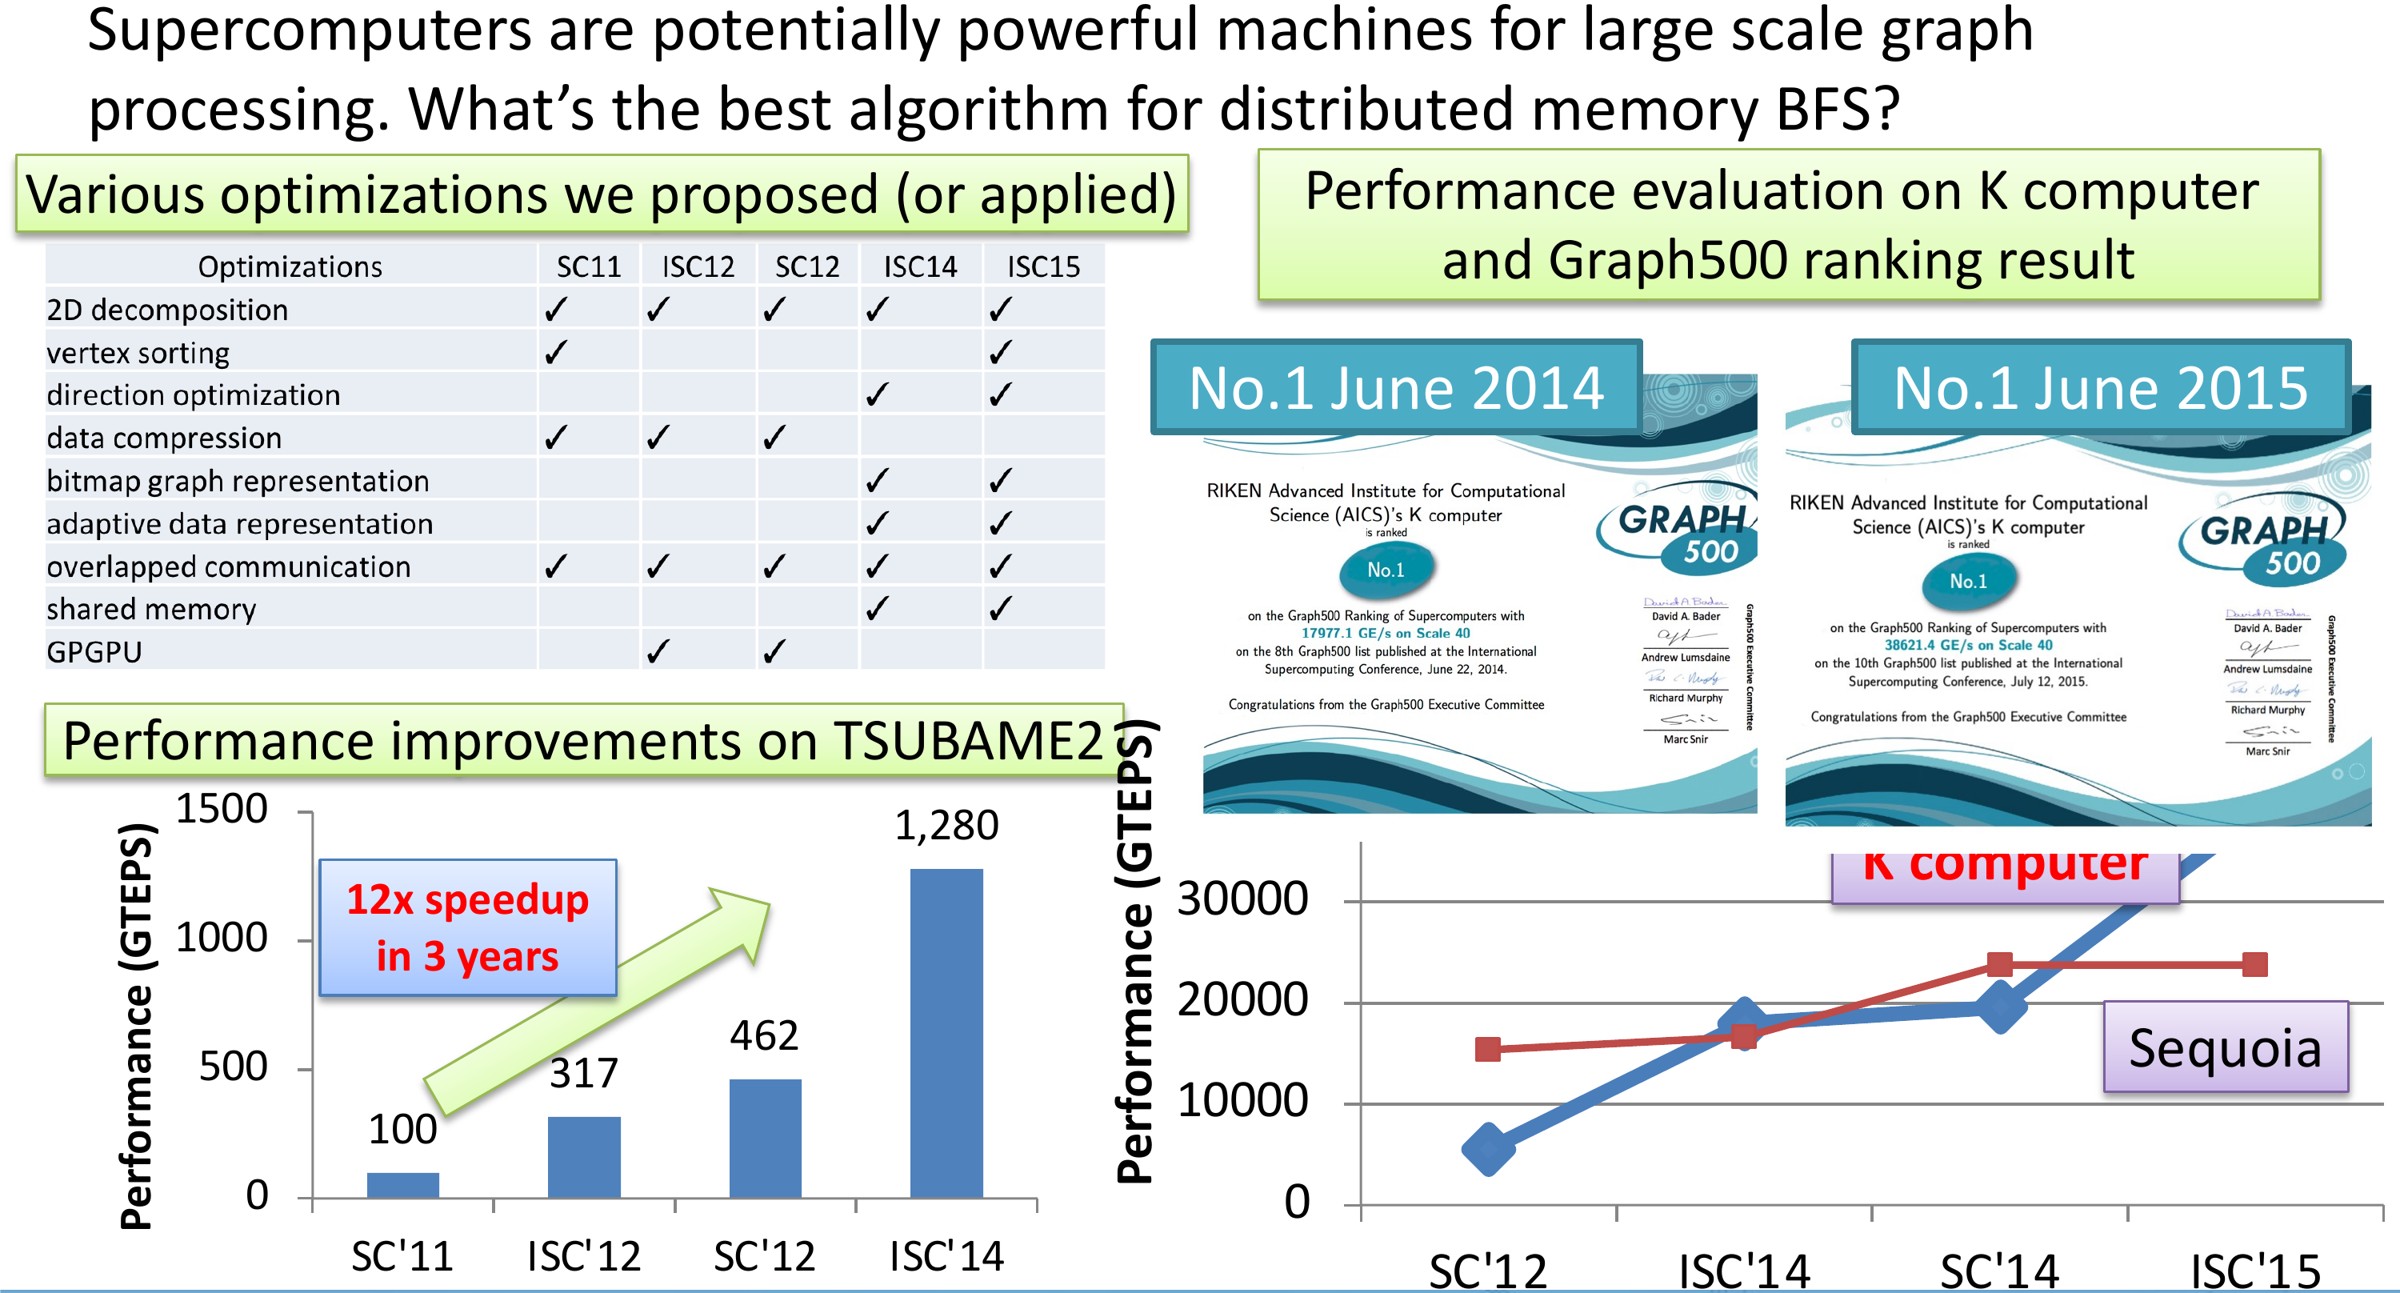 Supercomputers are potentially powerful machines for large scale graph
processing. What's the best algorithm for distributed memory BFS?
Various optimizations we proposed (or applied)
Optimizations SC11 ISC12 SC12 ISC14 ISC15
2D decomposition ✓ ✓ ✓ ✓ ✓
vertex sorting ✓ ✓
direction optimization ✓ ✓
data compression ✓ ✓ ✓
bitmap graph representation ✓ ✓
adaptive data representation ✓ ✓
overlapped communication ✓ ✓ ✓ ✓ ✓
shared memory ✓ ✓
GPGPU ✓ ✓
Performance improvements on TSUBAME2
Performance (GTEPS)
1500
1000
500
0
12x speedup
in 3 years
100
317
462
1,280
SC'11 ISC'12 SC'12 ISC'14
Performance evaluation on K computer
and Graph500 ranking result
No.1 June 2014
RIKEN Advanced Institute for Computational
Science (AICS)'s K computer
is ranked
No.1
on the Graph500 Ranking of Supercomputers with
17977.1 GE/s on Scale 40
on the 8th Graph500 list published at the International
Supercomputing Conference, June 22, 2014.
Congratulations from the Graph500 Executive Committee
GRAPH
500
David A. Bader
David A. Bader
Andrew Lumsdaine
Richard Murphy
Marc Snir
Graph500 Executive Committee
No.1 June 2015
RIKEN Advanced Institute for Computational
Science (AICS)'s K computer
is ranked
No.1
on the Graph500 Ranking of Supercomputers with
38621.4 GE/s on Scale 40
on the 10th Graph500 list published at the International
Supercomputing Conference, July 12, 2015.
Congratulations from the Graph500 Executive Committee
GRAPH
500
David A. Bader
David A. Bader
Andrew Lumsdaine
Richard Murphy
Marc Snir
Graph500 Executive Committee
Performance (GTEPS)
30000
20000
10000
0
K computer
Sequoia
SC'12 ISC'14 SC'14 ISC'15